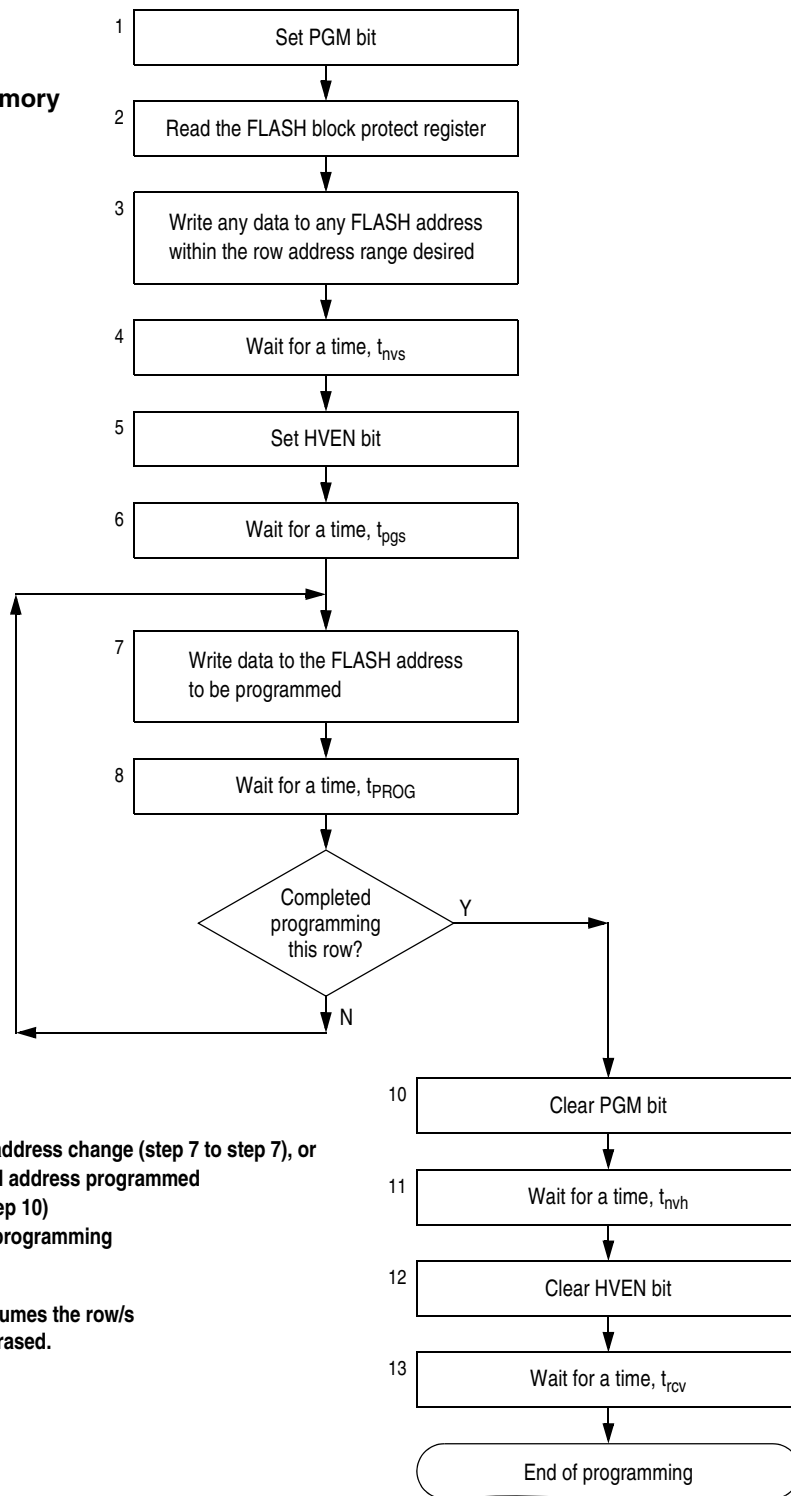 1
Set PGM bit
mory
2
Read the FLASH block protect register
3
Write any data to any FLASH address
within the row address range desired
4
Wait for a time, tnvs
5
Set HVEN bit
6
Wait for a time, tpgs
7
Write data to the FLASH address
to be programmed
8
Wait for a time, tPROG
Completed
programming
this row?
Y
N
10
Clear PGM bit
address change (step 7 to step 7), or
address programmed
ep 10)
programming
11
Wait for a time, tnvh
12
Clear HVEN bit
umes the row/s
rased.
13
Wait for a time, trcv
End of programming